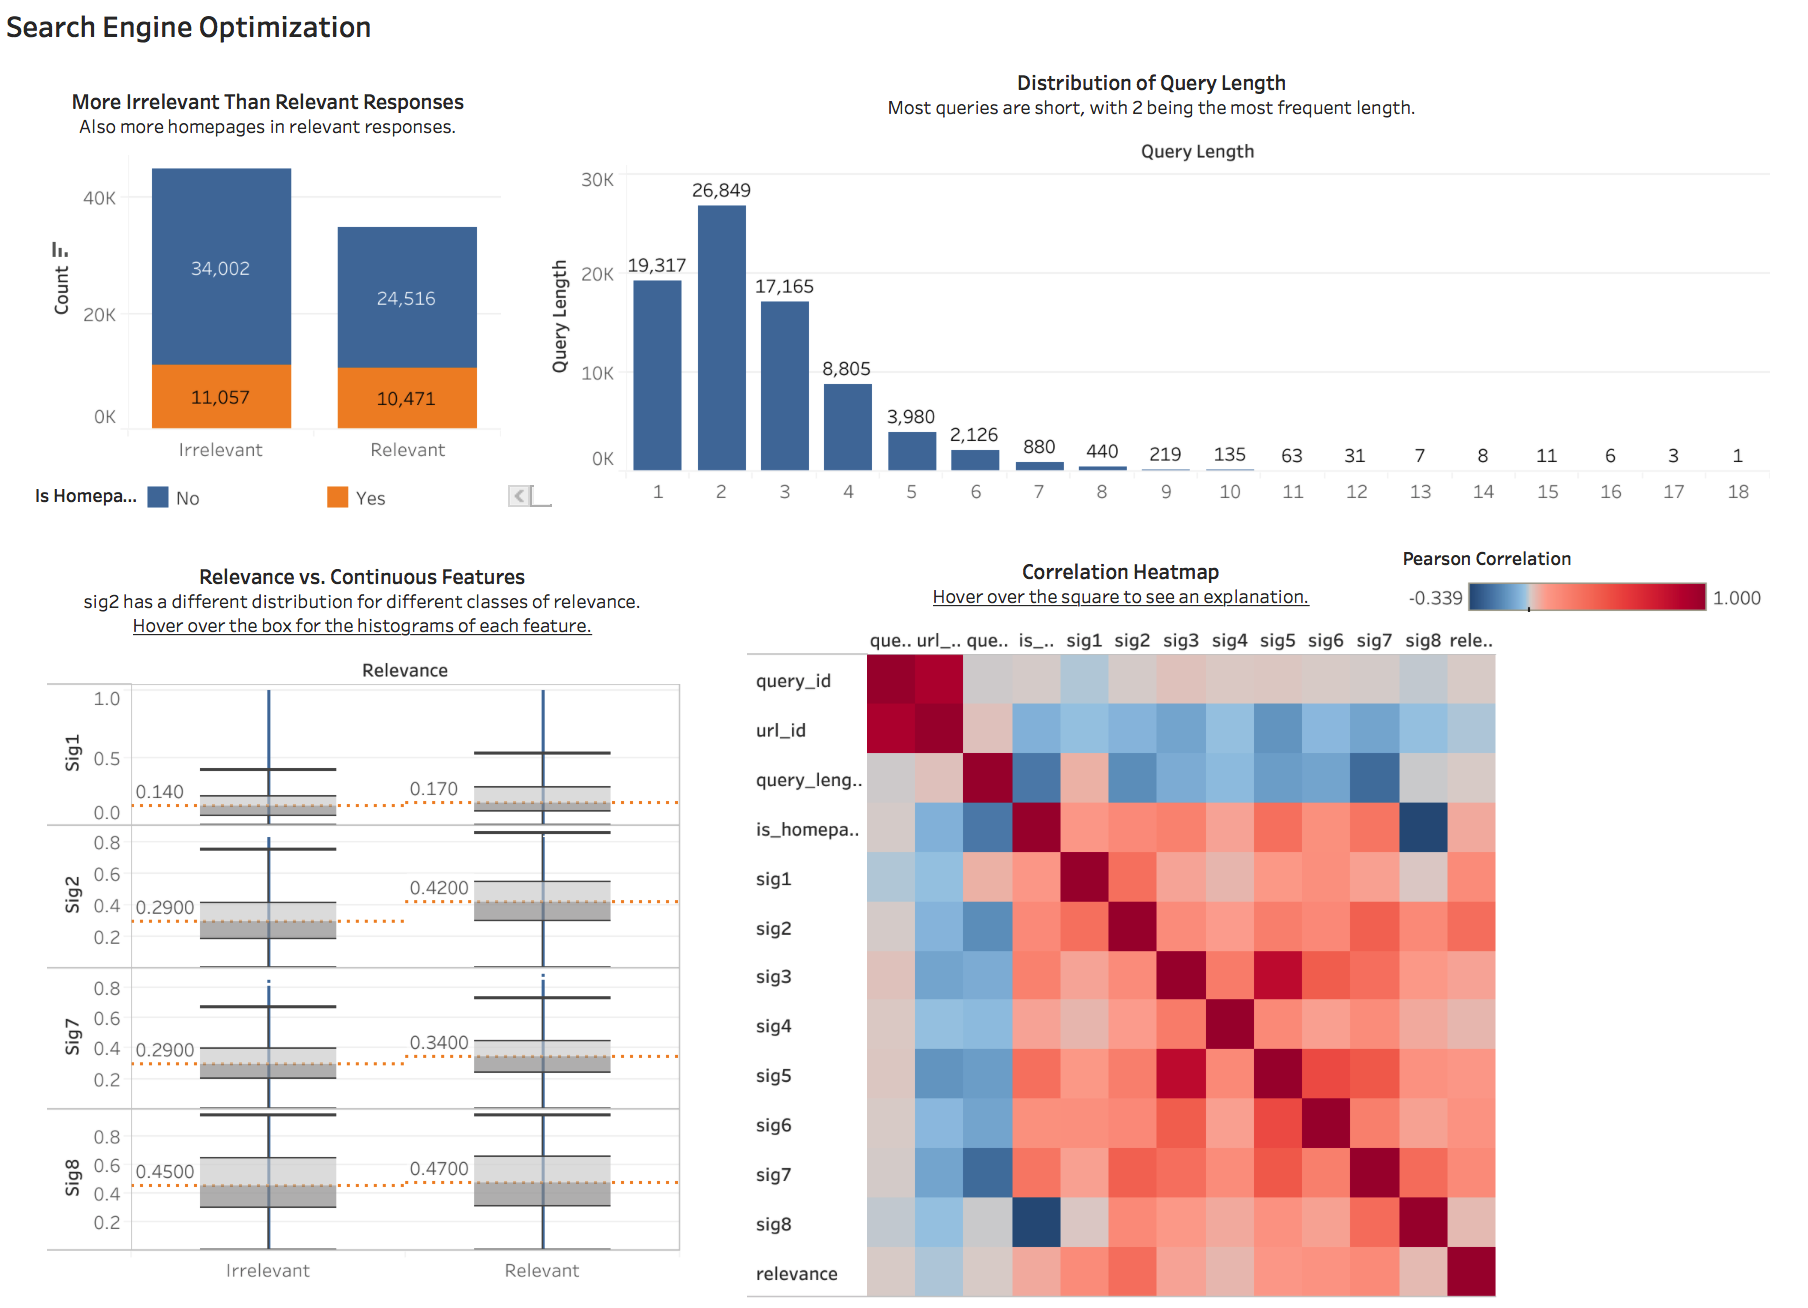 Search Engine Optimization
More Irrelevant Than Relevant Responses
Also more homepages in relevant responses.
Count
40K
20K
0K
34,002
24,516
11,057
10,471
Irrelevant
Relevant
Is Homepa...
No
Yes
Distribution of Query Length
Most queries are short, with 2 being the most frequent length.
Query Length
Query Length
30K
20K
10K
0K
19,317
26,849
17,165
8,805
3,980
2,126
880
440
219
135
63
31
7
8
11
6
3
1
1
2
3
4
5
6
7
8
9
10
11
12
13
14
15
16
17
18
Relevance vs. Continuous Features
sig2 has a different distribution for different classes of relevance.
Hover over the box for the histograms of each feature.
Relevance
Sig1
1.0
0.5
0.0
0.140
0.170
Sig2
0.8
0.6
0.4
0.2
0.2900
0.4200
Sig7
0.8
0.6
0.4
0.2
0.2900
0.3400
Sig8
0.8
0.6
0.4
0.2
0.4500
0.4700
Irrelevant
Relevant
Correlation Heatmap
Hover over the square to see an explanation.
Pearson Correlation
-0.339
1.000
que.. url_.. que.. is_.. sig1 sig2 sig3 sig4 sig5 sig6 sig7 sig8 rele..
query_id
url_id
query_leng..
is_homepa..
sig1
sig2
sig3
sig4
sig5
sig6
sig7
sig8
relevance